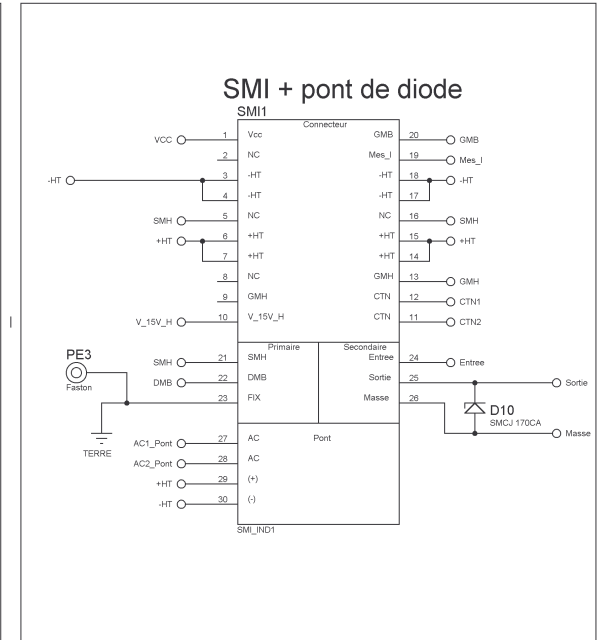 SMI + pont de diode
SMI1
Connecteur
VCC 1 Vcc GMB 20 GMB
2 NC Mes_I 19 Mes_I
-HT 3 -HT -HT 18 -HT
4 -HT -HT 17
SMH 5 NC NC 16 SMH
+HT 6 +HT +HT 15 +HT
7 +HT +HT 14
8 NC GMH 13 GMH
9 GMH CTN 12 CTN1
V_15V_H 10 V_15V_H CTN 11 CTN2
Primaire Secondaire
PE3
Faston
SMH 21 SMH Entree 24 Entree
DMB 22 DMB Sortie 25 Sortie
23 FIX Masse 26
D10
SMCJ 170CA
Masse
TERRE
AC1_Pont 27 AC Pont
AC2_Pont 28 AC
+HT 29 (+)
-HT 30 (-)
SMI_IND1